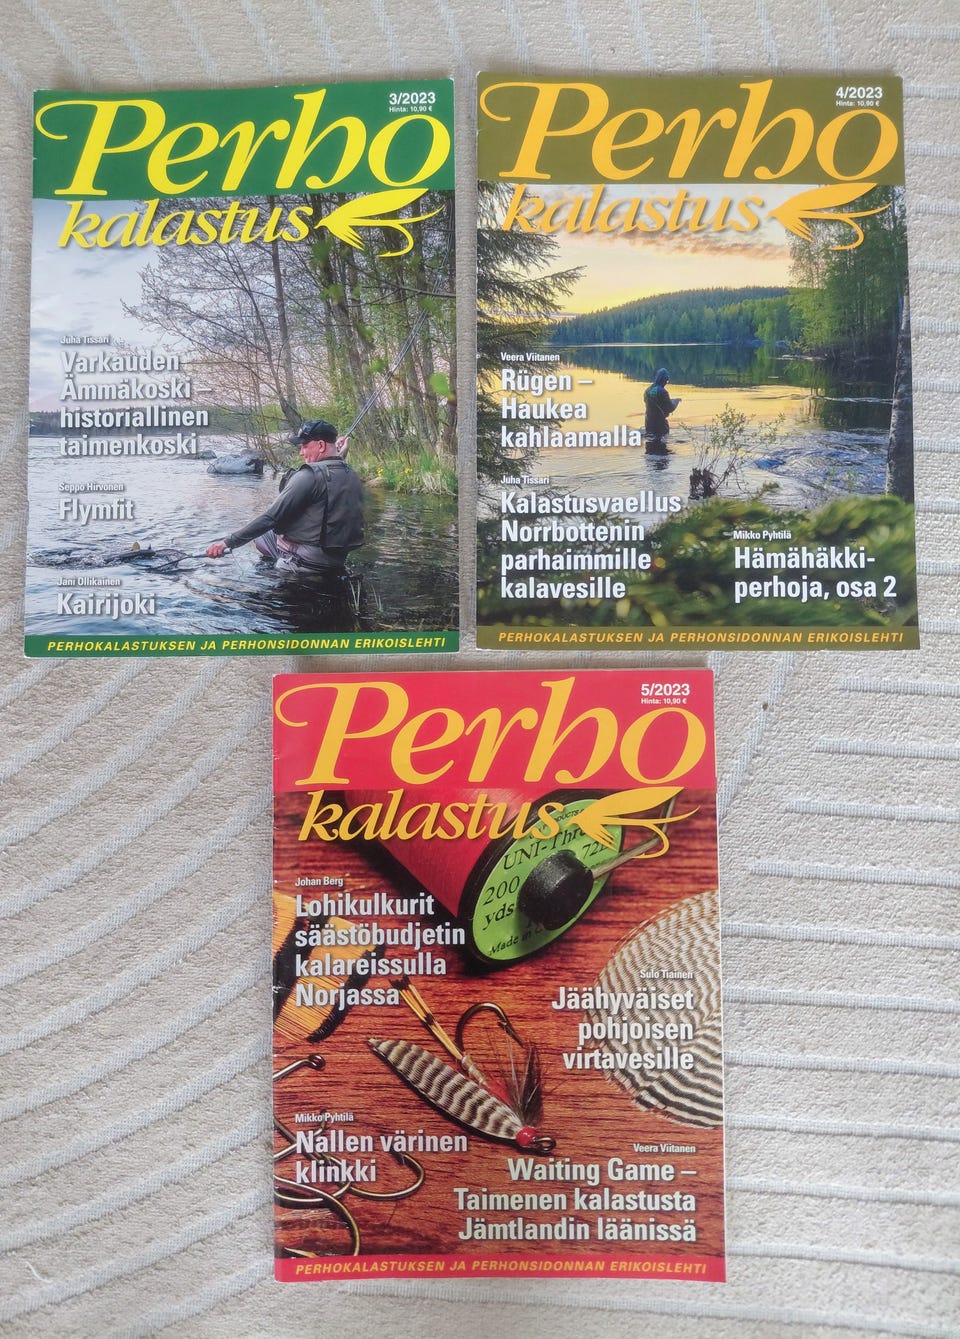 Perho
3/2023
Hinta: 10,90 €
kalastus
Juha Tissari
Varkauden
Ämmäkoski –
historiallinen
taimenkoski
Seppo Hirvonen
Flymfit
Jani Ollikainen
Kairijoki
PERHOKALASTUKSEN JA PERHONSIDONNAN ERIKOISLEHTI
Perho
4/2023
Hinta: 10,90 €
kalastus
Veera Viitanen
Rügen –
Haukea
kahlaamalla
Juha Tissari
Kalastusvaellus
Norrbottenin
parhaimmille
kalavesille
Mikko Pyhtilä
Hämähäkki-
perhoja, osa 2
PERHOKALASTUKSEN JA PERHONSIDONNAN ERIKOISLEHTI
Perho
5/2023
Hinta: 10,90 €
kalastus
UNI-Thre
72
200
yds
Made in
Johan Berg
Lohikulkurit
säästöbudjetin
kalareissulla
Norjassa
Sulo Tiainen
Jäähyväiset
pohjoisen
virtavesille
Mikko Pyhtilä
Nallen värinen
klinkki
Veera Viitanen
Waiting Game –
Taimenen kalastusta
Jämtlandin läänissä
PERHOKALASTUKSEN JA PERHONSIDONNAN ERIKOISLEHTI